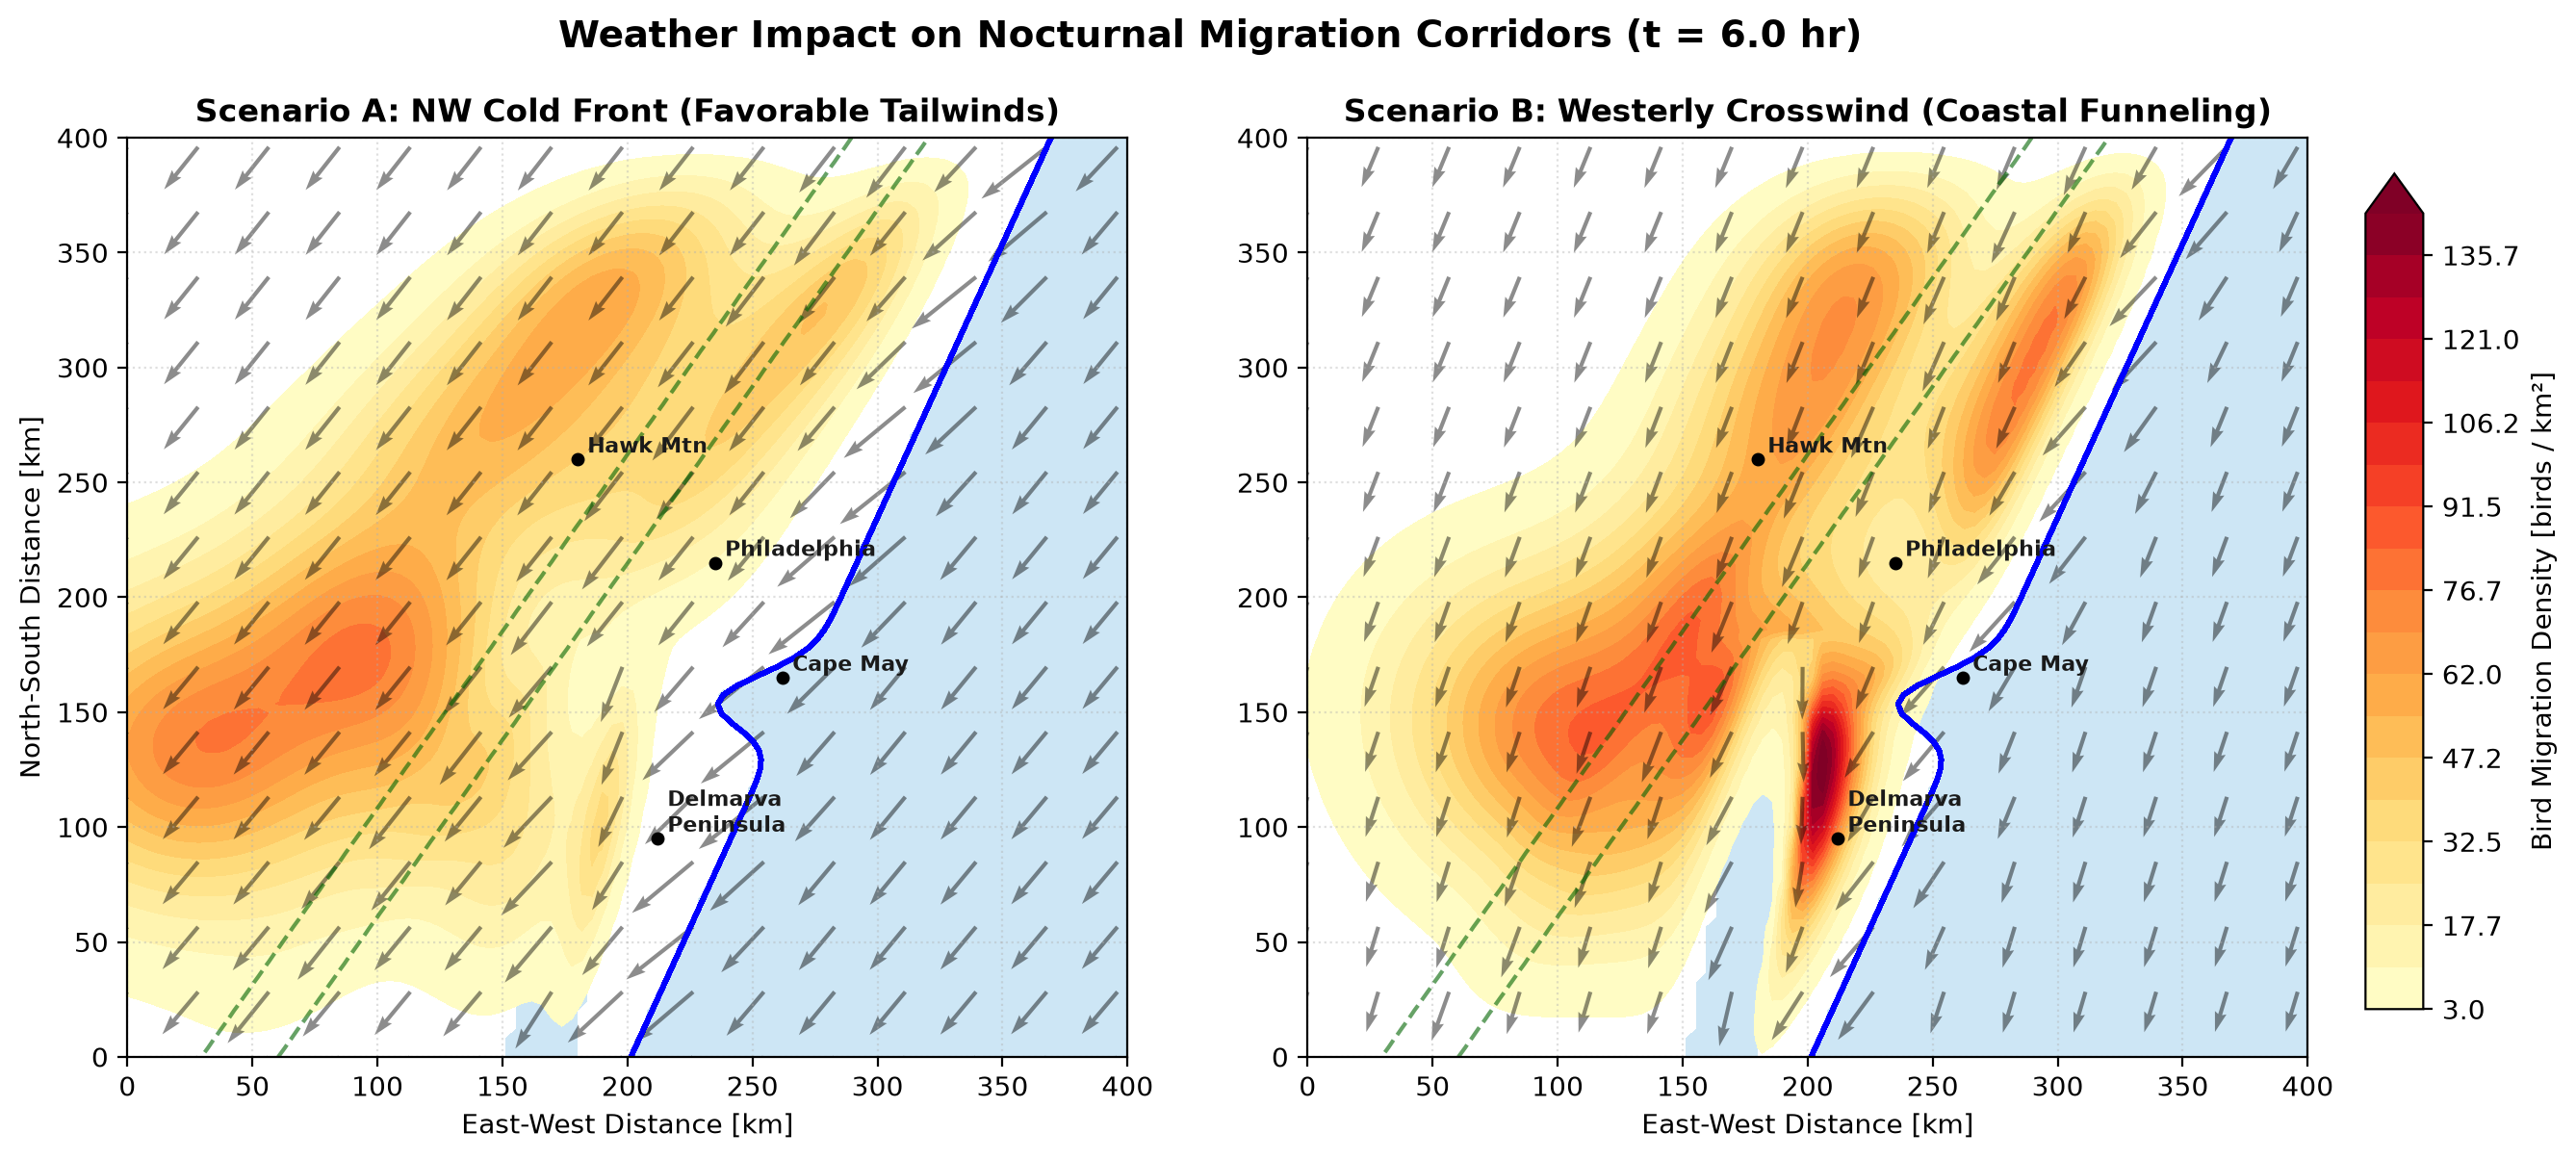 Weather Impact on Nocturnal Migration Corridors (t = 6.0 hr)
Scenario A: NW Cold Front (Favorable Tailwinds)
400
350
300
250
200
150
100
50
0
North-South Distance [km]
Hawk Mtn
Philadelphia
Cape May
Delmarva
Peninsula
0 50 100 150 200 250 300 350 400
East-West Distance [km]
Scenario B: Westerly Crosswind (Coastal Funneling)
400
350
300
250
200
150
100
50
0
Hawk Mtn
Philadelphia
Cape May
Delmarva
Peninsula
0 50 100 150 200 250 300 350 400
East-West Distance [km]
135.7
121.0
106.2
91.5
76.7
62.0
47.2
32.5
17.7
3.0
Bird Migration Density [birds / km²]